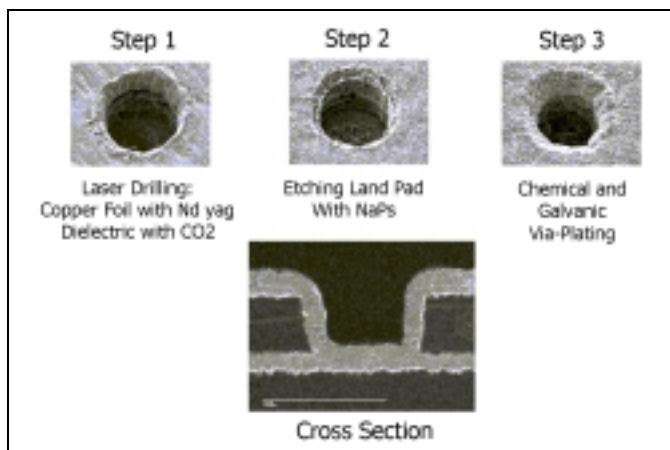 Step 1
Step 2
Step 3
Laser Drilling:
Copper Foil with Nd yag
Dielectric with CO2
Etching Land Pad
With NaPs
Chemical and
Galvanic
Via-Plating
Cross Section